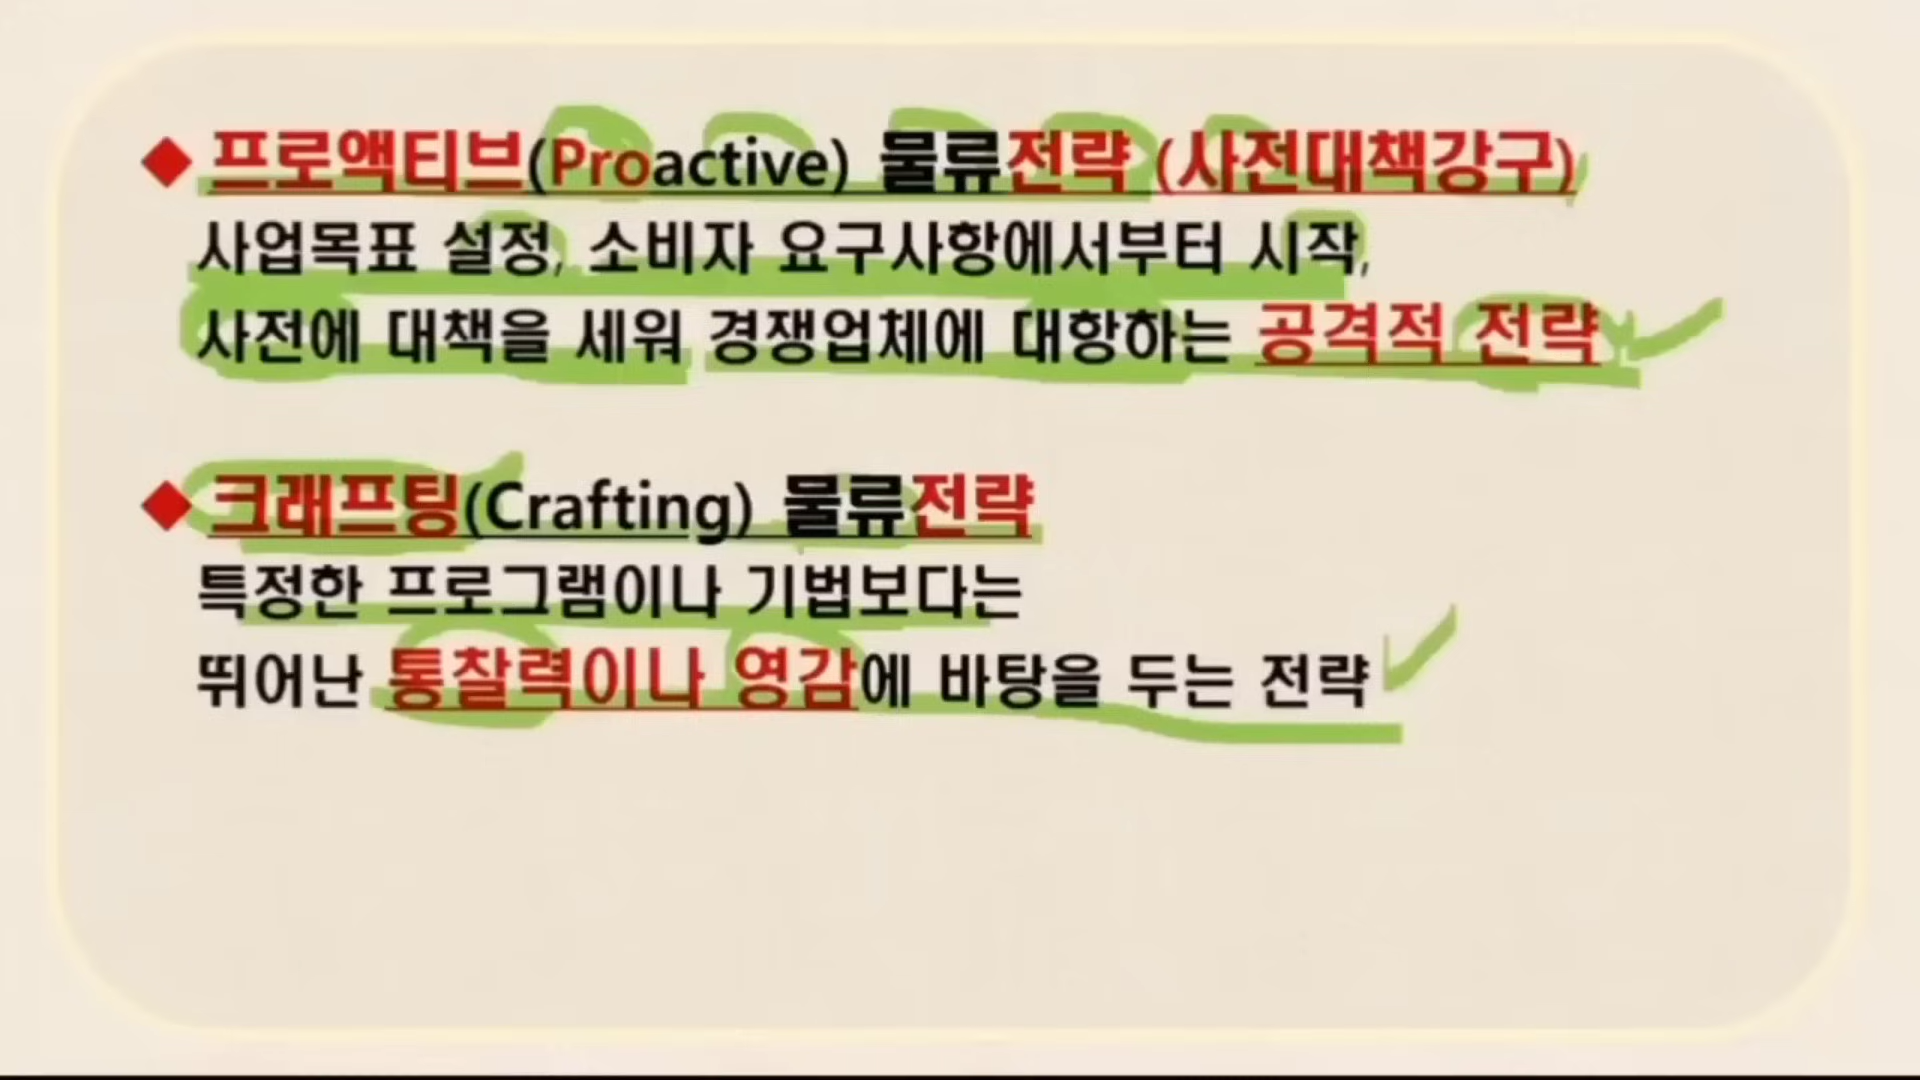 ◆ 프로액티브(Proactive) 물류전략 (사전대책강구)
사업목표 설정, 소비자 요구사항에서부터 시작,
사전에 대책을 세워 경쟁업체에 대항하는 공격적 전략
◆ 크래프팅(Crafting) 물류전략
특정한 프로그램이나 기법보다는
뛰어난 통찰력이나 영감에 바탕을 두는 전략